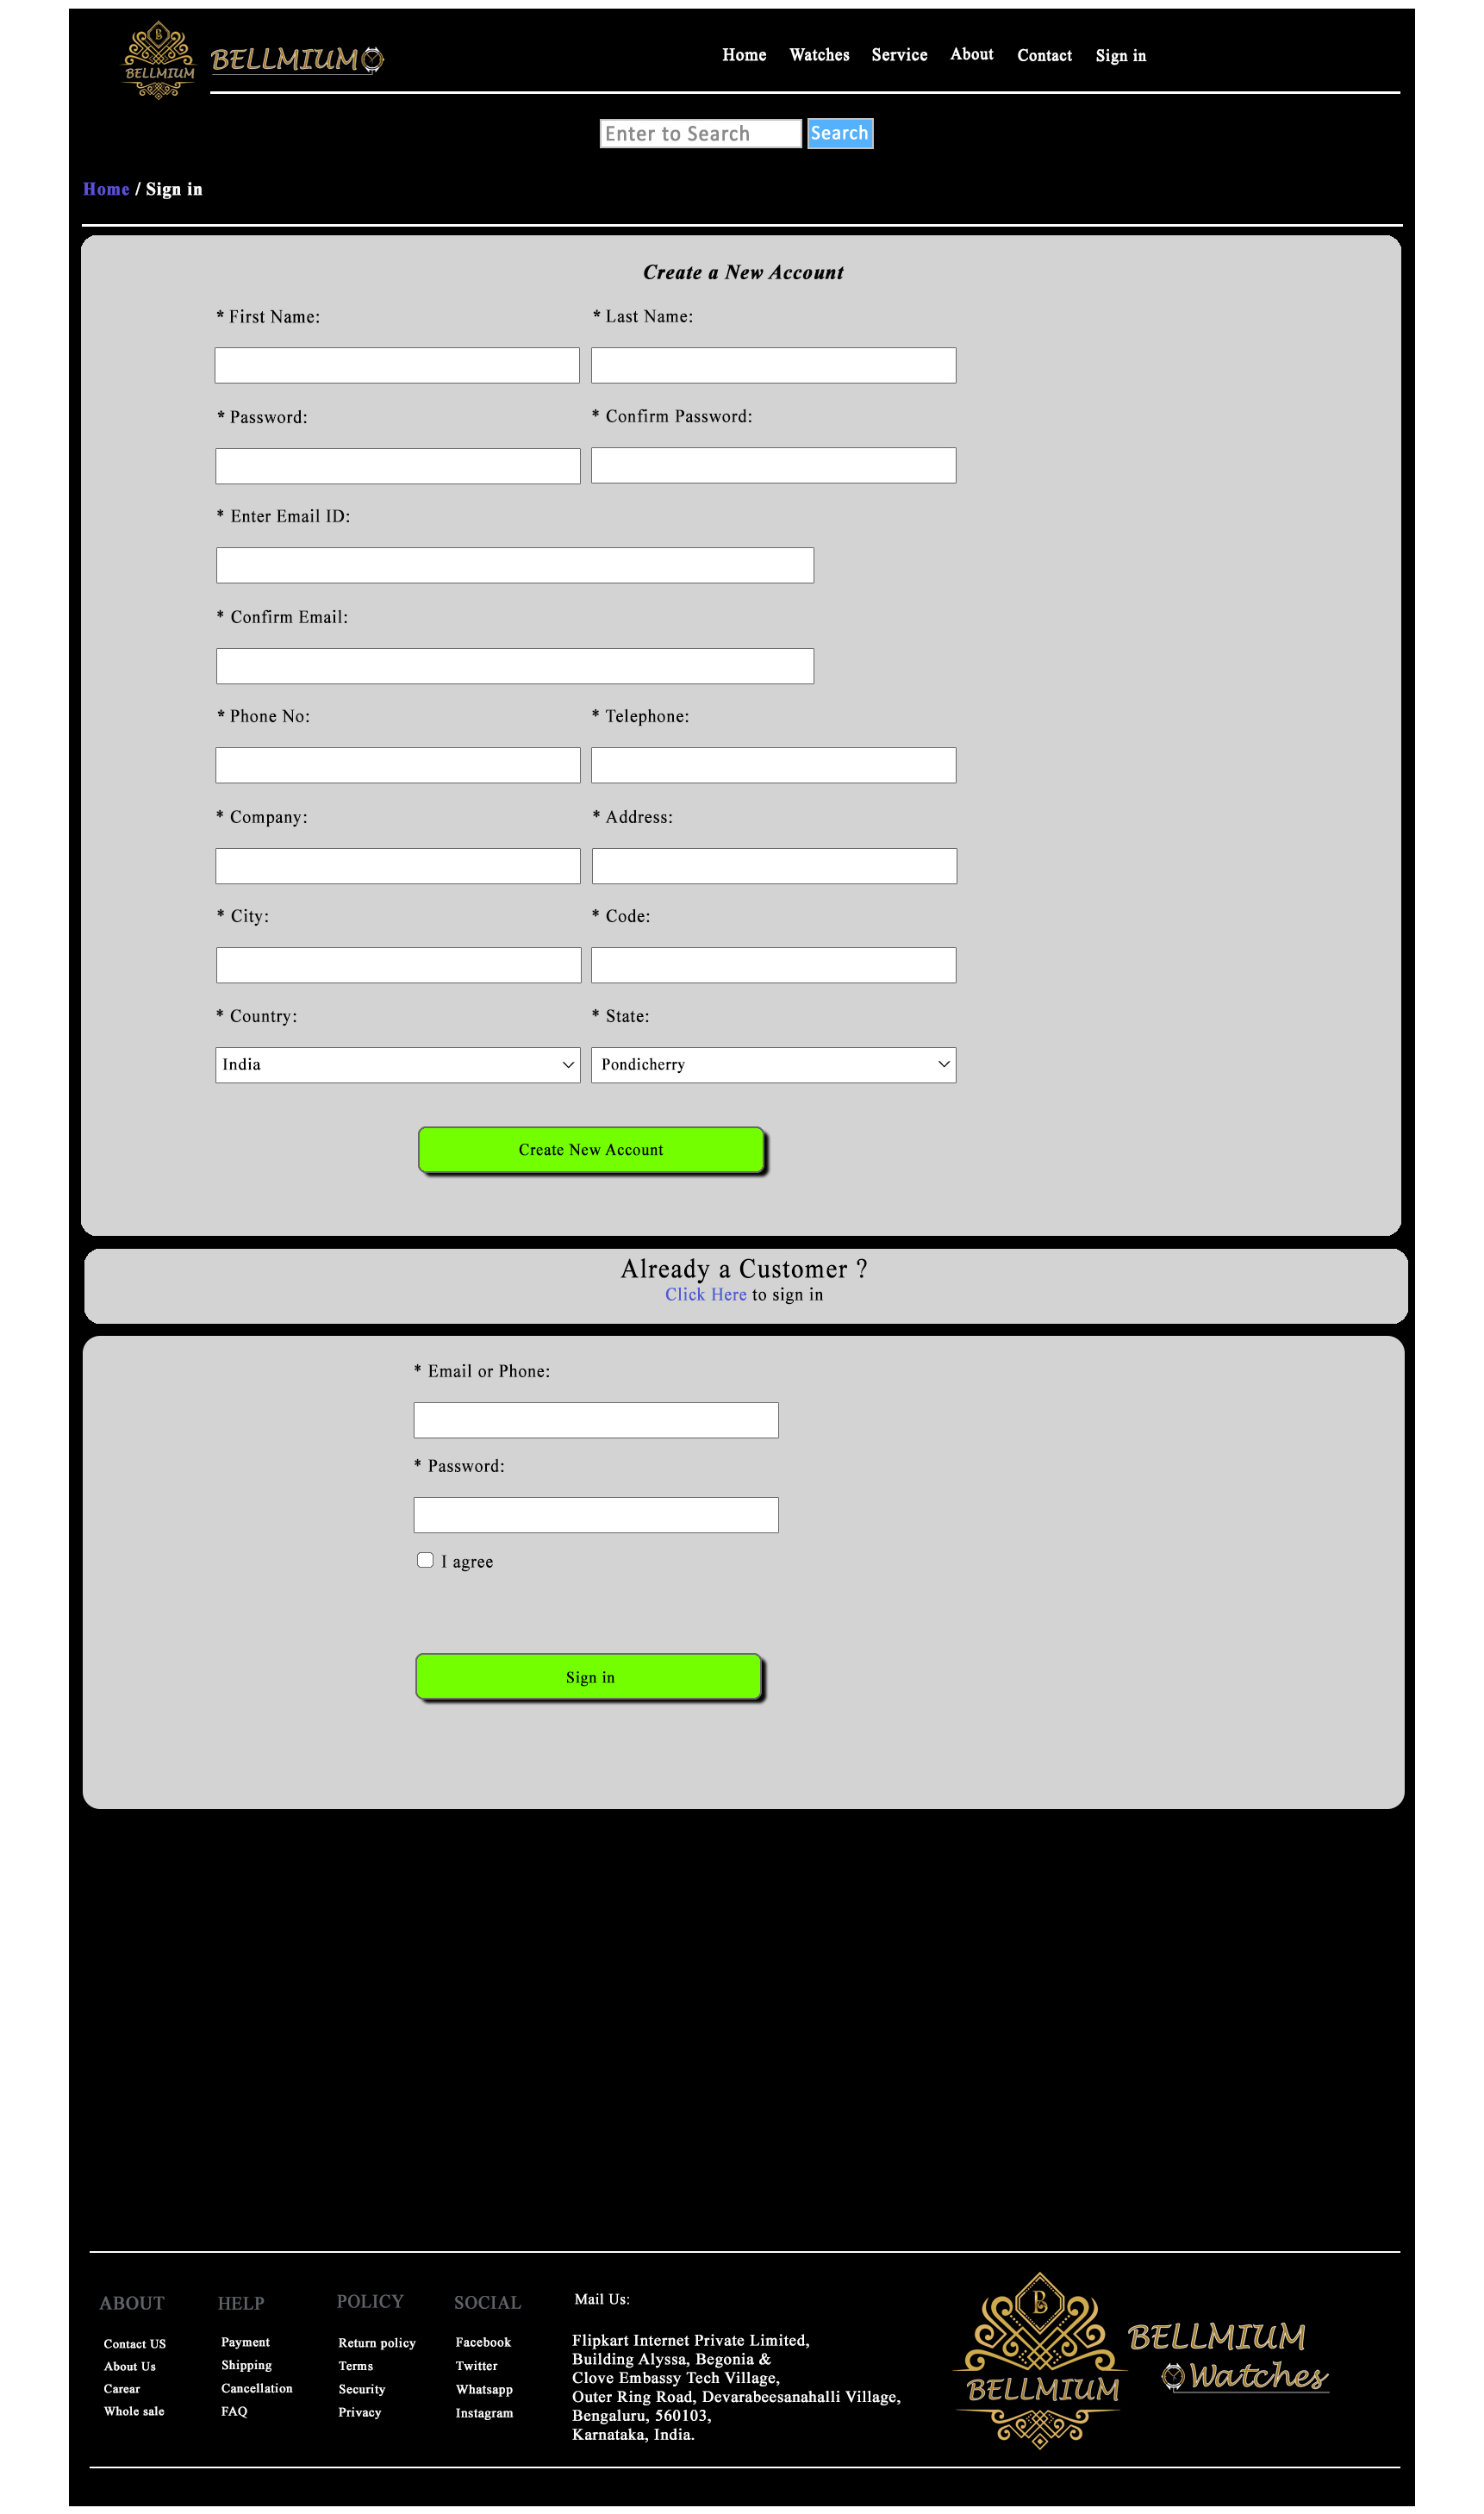 B
BELLMIUM
BELLMIUM
Home Watches Service About Contact Sign in
Enter to Search Search
Home / Sign in
Create a New Account
* First Name: * Last Name:
* Password: * Confirm Password:
* Enter Email ID:
* Confirm Email:
* Phone No: * Telephone:
* Company: * Address:
* City: * Code:
* Country: * State:
India Pondicherry
Create New Account
Already a Customer ?
Click Here to sign in
* Email or Phone:
* Password:
I agree
Sign in
ABOUT
Contact US
About Us
Carear
Whole sale
HELP
Payment
Shipping
Cancellation
FAQ
POLICY
Return policy
Terms
Security
Privacy
SOCIAL
Facebook
Twitter
Whatsapp
Instagram
Mail Us:
Flipkart Internet Private Limited,
Building Alyssa, Begonia &
Clove Embassy Tech Village,
Outer Ring Road, Devarabeesanahalli Village,
Bengaluru, 560103,
Karnataka, India.
B
BELLMIUM
BELLMIUM
Watches